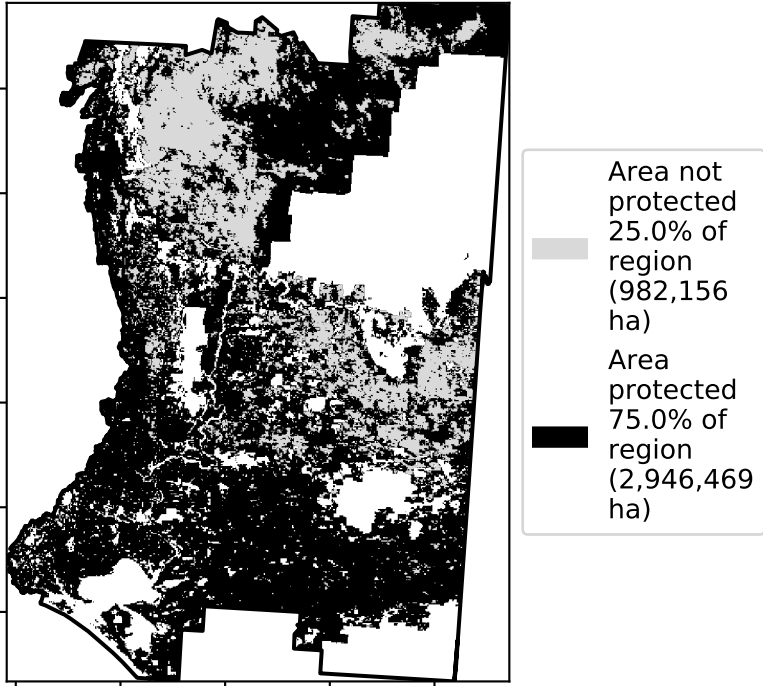 Area not
protected
25.0% of
region
(982,156
ha)
Area
protected
75.0% of
region
(2,946,469
ha)